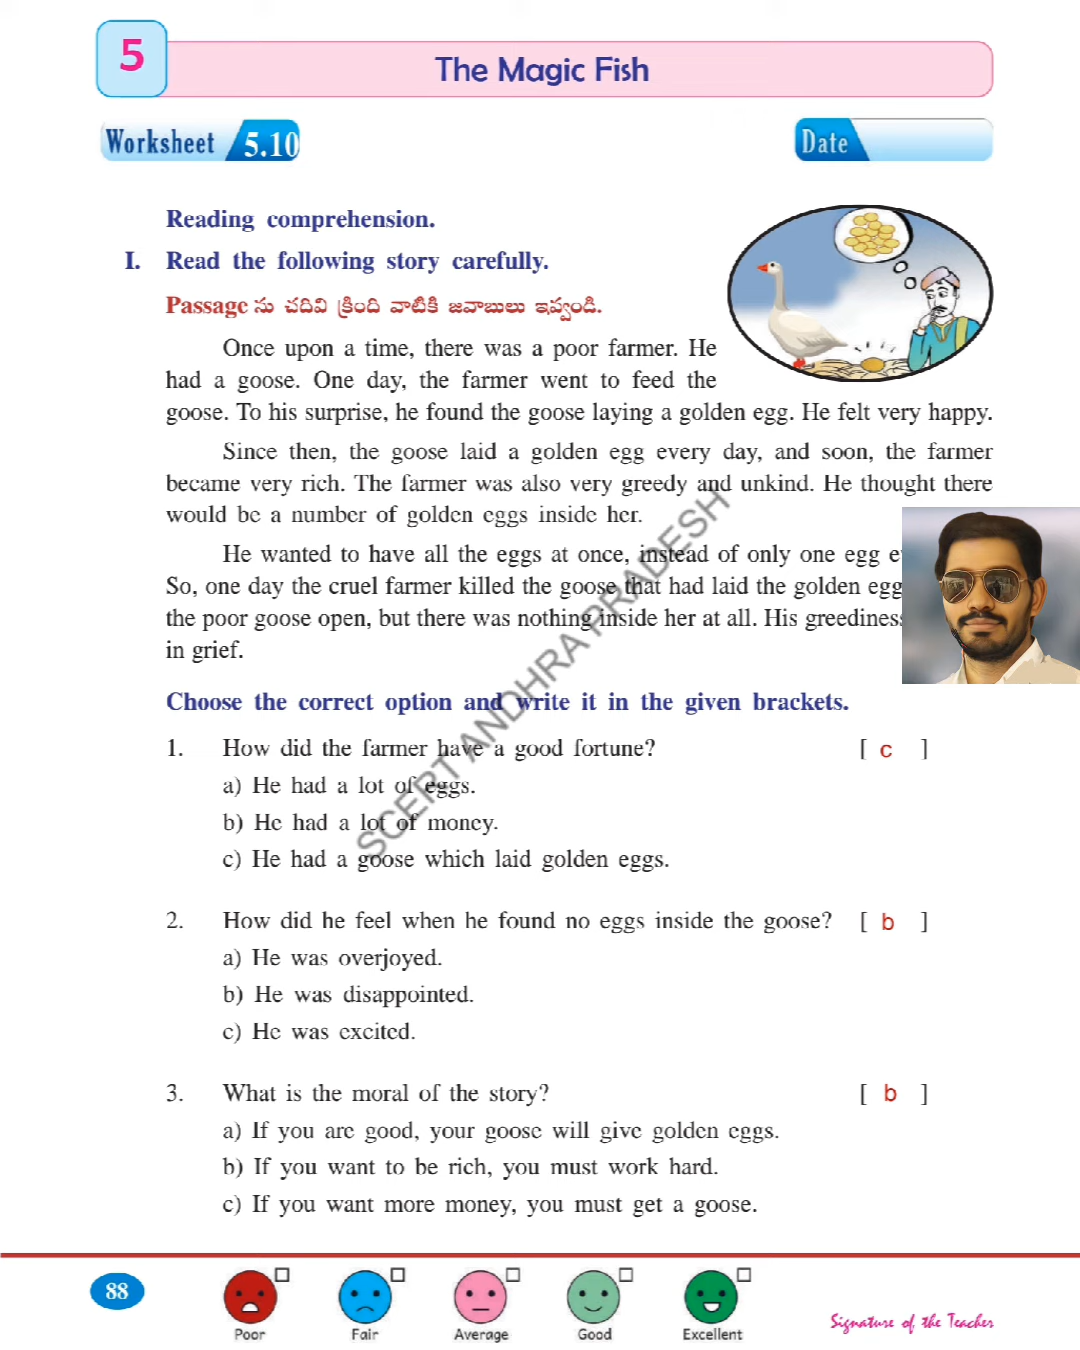 5
The Magic Fish
Worksheet 5.10
Date
Reading comprehension.
I. Read the following story carefully.
Passage ను చదివి క్రింది వాటికి జవాబులు ఇవ్వండి.
Once upon a time, there was a poor farmer. He
had a goose. One day, the farmer went to feed the
goose. To his surprise, he found the goose laying a golden egg. He felt very happy.
Since then, the goose laid a golden egg every day, and soon, the farmer
became very rich. The farmer was also very greedy and unkind. He thought there
would be a number of golden eggs inside her.
He wanted to have all the eggs at once, instead of only one egg
So, one day the cruel farmer killed the goose that had laid the golden egg
the poor goose open, but there was nothing inside her at all. His greediness
in grief.
SCERT ANDHRA PRADESH
Choose the correct option and write it in the given brackets.
1. How did the farmer have a good fortune? [ c ]
a) He had a lot of eggs.
b) He had a lot of money.
c) He had a goose which laid golden eggs.
2. How did he feel when he found no eggs inside the goose? [ b ]
a) He was overjoyed.
b) He was disappointed.
c) He was excited.
3. What is the moral of the story? [ b ]
a) If you are good, your goose will give golden eggs.
b) If you want to be rich, you must work hard.
c) If you want more money, you must get a goose.
88
Poor Fair Average Good Excellent
Signature of the Teacher